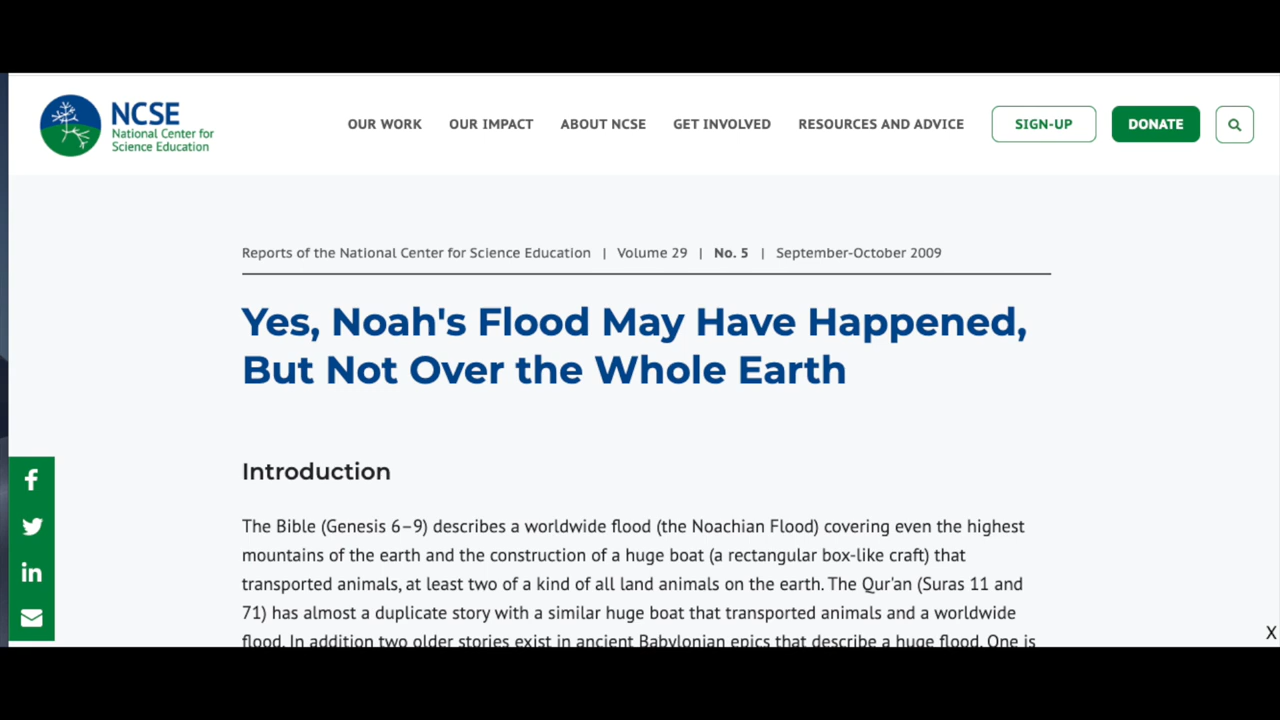 NCSE
National Center for
Science Education
OUR WORK
OUR IMPACT
ABOUT NCSE
GET INVOLVED
RESOURCES AND ADVICE
SIGN-UP
DONATE
Reports of the National Center for Science Education | Volume 29 | No. 5 | September-October 2009
Yes, Noah's Flood May Have Happened,
But Not Over the Whole Earth
Introduction
The Bible (Genesis 6–9) describes a worldwide flood (the Noachian Flood) covering even the highest
mountains of the earth and the construction of a huge boat (a rectangular box-like craft) that
transported animals, at least two of a kind of all land animals on the earth. The Qur'an (Suras 11 and
71) has almost a duplicate story with a similar huge boat that transported animals and a worldwide
flood. In addition two older stories exist in ancient Babylonian epics that describe a huge flood. One is
X